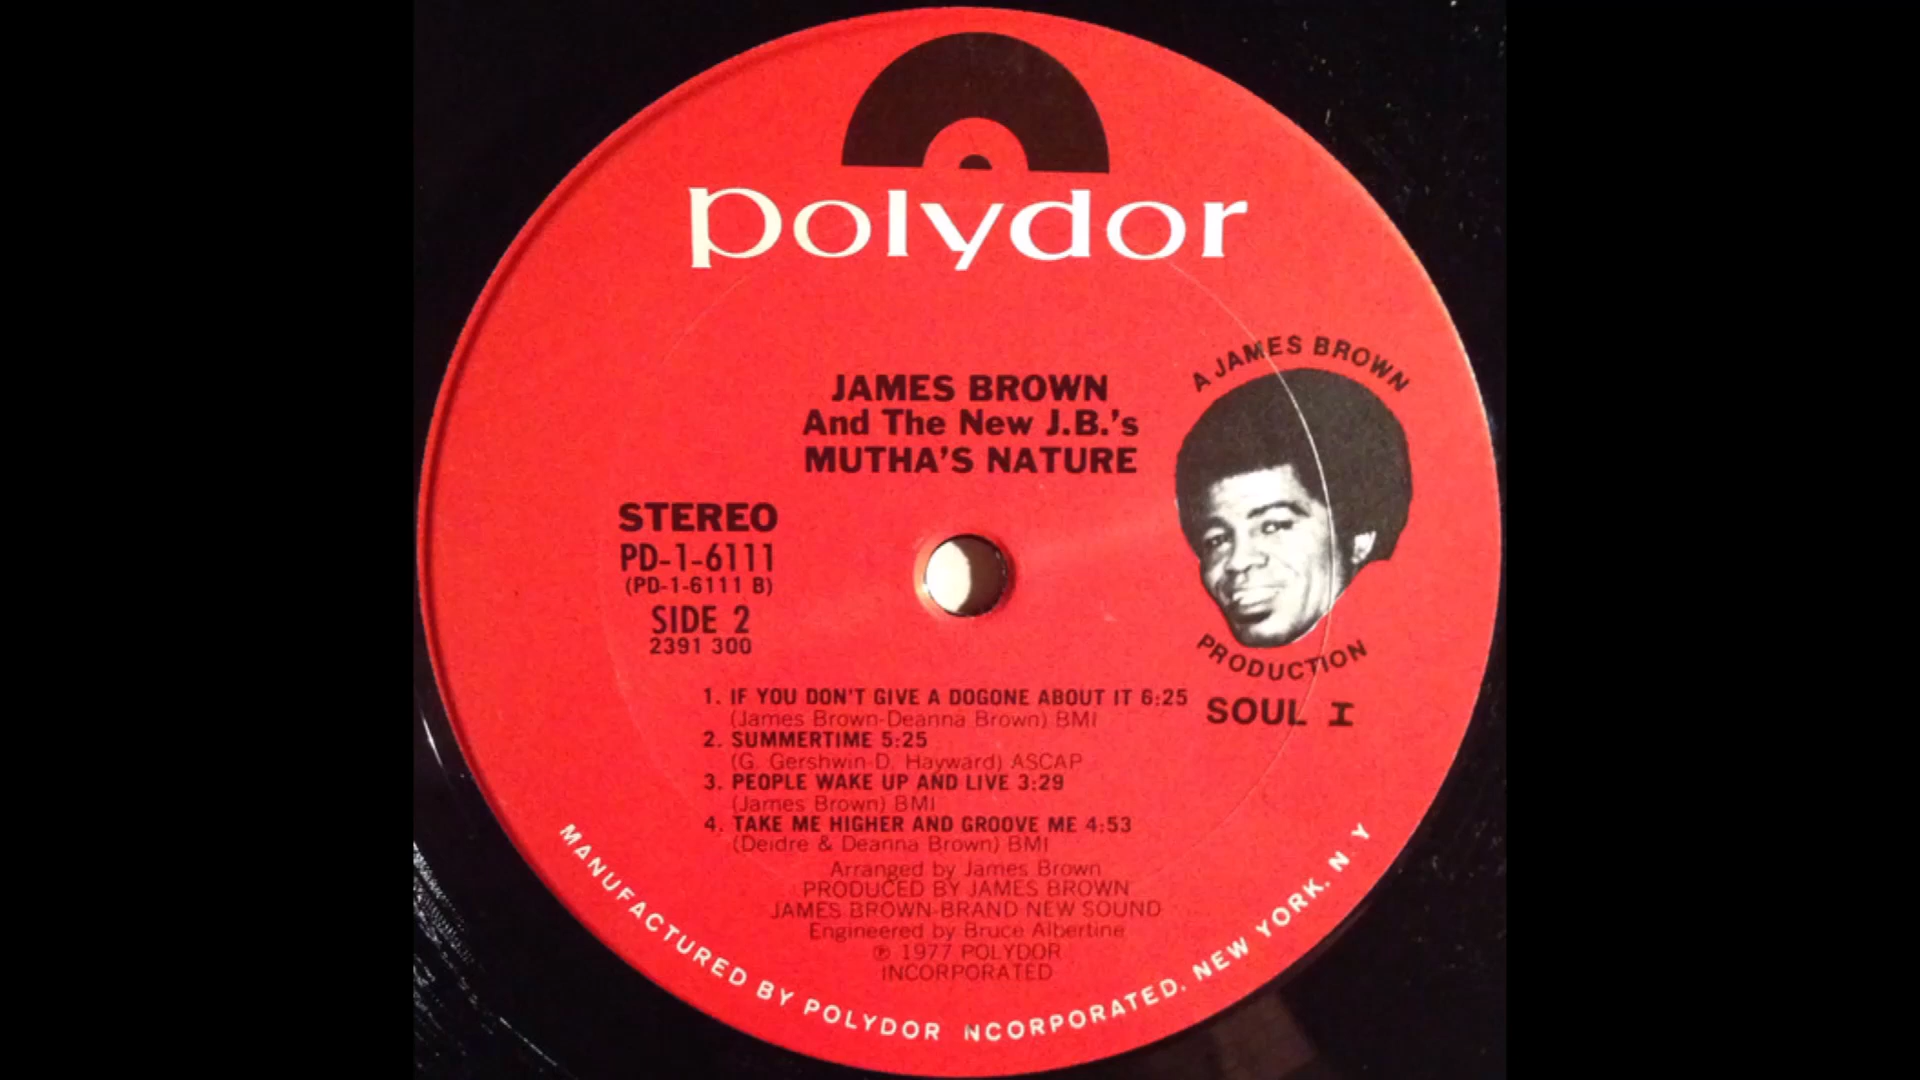 polydor
JAMES BROWN
And The New J.B.'s
MUTHA'S NATURE
A JAMES BROWN
PRODUCTION
SOUL I
STEREO
PD-1-6111
(PD-1-6111 B)
SIDE 2
2391 300
1. IF YOU DON'T GIVE A DOGONE ABOUT IT 6:25
(James Brown-Deanna Brown) BMI
2. SUMMERTIME 5:25
(G. Gershwin-D. Hayward) ASCAP
3. PEOPLE WAKE UP AND LIVE 3:29
(James Brown) BMI
4. TAKE ME HIGHER AND GROOVE ME 4:53
(Deidre & Deanna Brown) BMI
Arranged by James Brown
PRODUCED BY JAMES BROWN
JAMES BROWN-BRAND NEW SOUND
Engineered by Bruce Albertine
℗ 1977 POLYDOR
INCORPORATED
MANUFACTURED BY POLYDOR NCORPORATED, NEW YORK, N Y